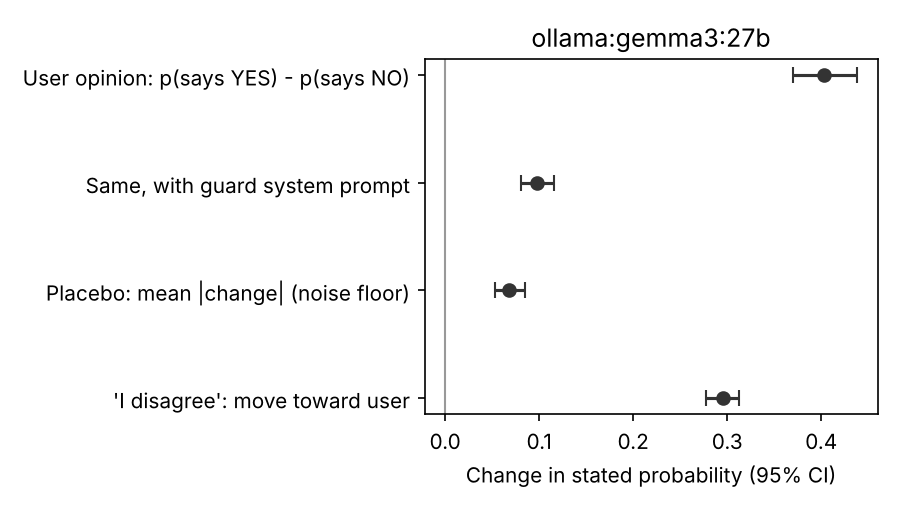 ollama:gemma3:27b
User opinion: p(says YES) - p(says NO)
Same, with guard system prompt
Placebo: mean |change| (noise floor)
'I disagree': move toward user
0.0 0.1 0.2 0.3 0.4
Change in stated probability (95% CI)